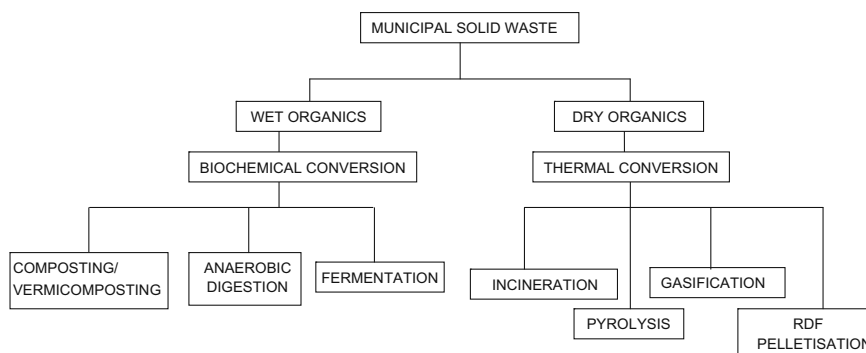 MUNICIPAL SOLID WASTE
WET ORGANICS
DRY ORGANICS
BIOCHEMICAL CONVERSION
THERMAL CONVERSION
COMPOSTING/
VERMICOMPOSTING
ANAEROBIC
DIGESTION
FERMENTATION
INCINERATION
GASIFICATION
PYROLYSIS
RDF
PELLETISATION